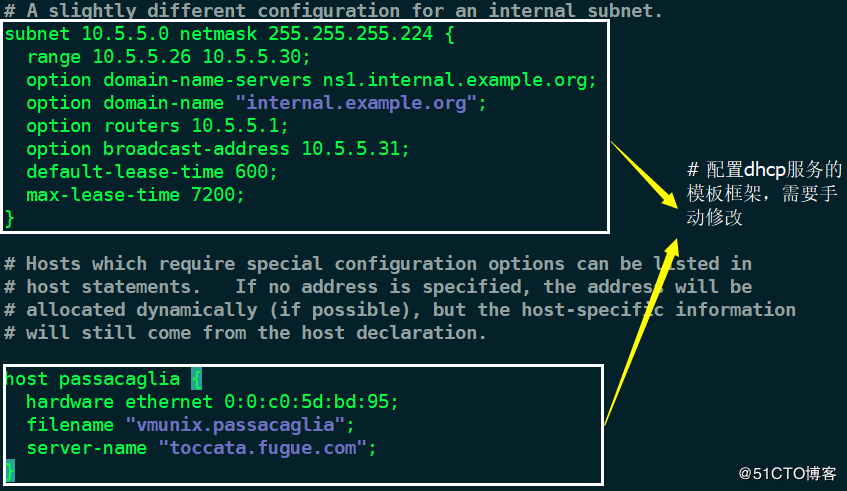 # A slightly different configuration for an internal subnet.
subnet 10.5.5.0 netmask 255.255.255.224 {
  range 10.5.5.26 10.5.5.30;
  option domain-name-servers ns1.internal.example.org;
  option domain-name "internal.example.org";
  option routers 10.5.5.1;
  option broadcast-address 10.5.5.31;
  default-lease-time 600;
  max-lease-time 7200;
}
# 配置dhcp服务的
模板框架，需要手
动修改
# Hosts which require special configuration options can be listed in
# host statements.   If no address is specified, the address will be
# allocated dynamically (if possible), but the host-specific information
# will still come from the host declaration.
host passacaglia {
  hardware ethernet 0:0:c0:5d:bd:95;
  filename "vmunix.passacaglia";
  server-name "toccata.fugue.com";
}
@51CTO博客